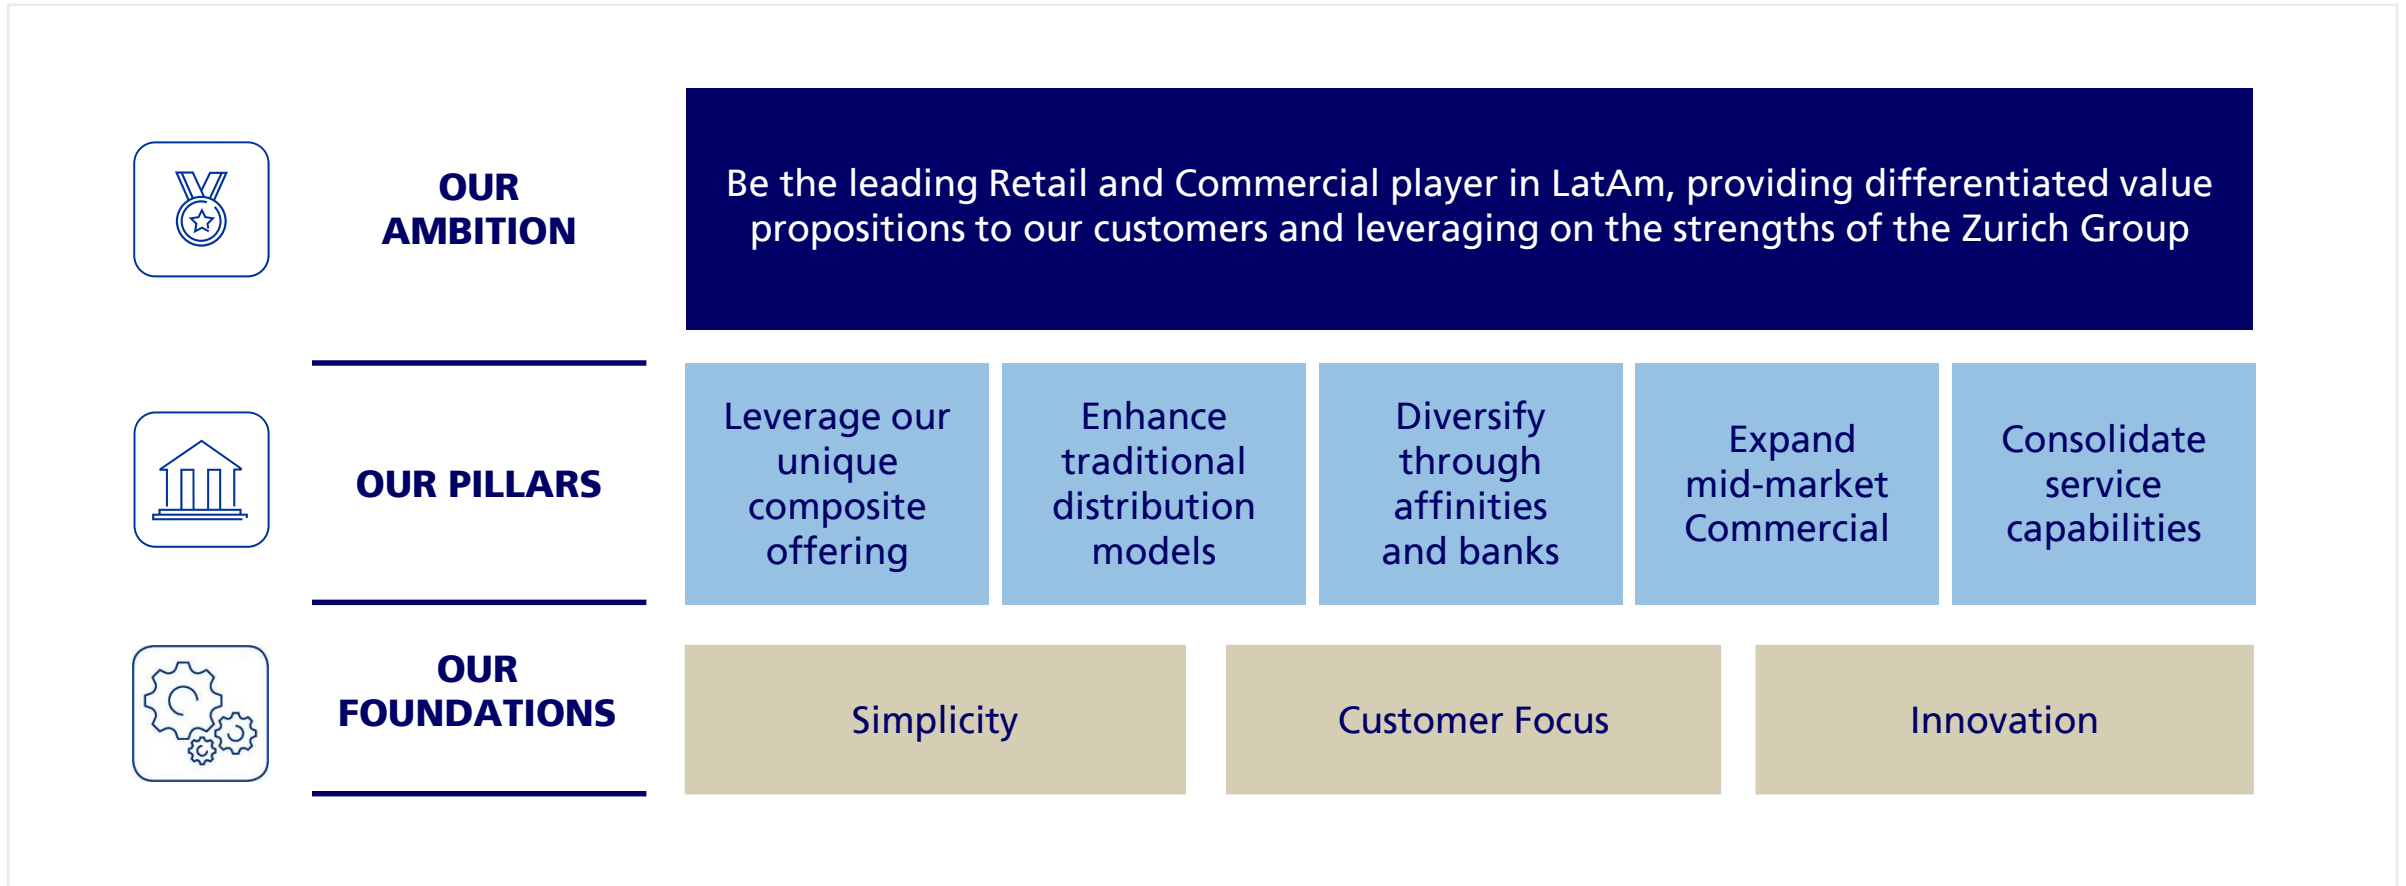 OUR
AMBITION
Be the leading Retail and Commercial player in LatAm, providing differentiated value
propositions to our customers and leveraging on the strengths of the Zurich Group
OUR PILLARS
Leverage our
unique
composite
offering
Enhance
traditional
distribution
models
Diversify
through
affinities
and banks
Expand
mid-market
Commercial
Consolidate
service
capabilities
OUR
FOUNDATIONS
Simplicity
Customer Focus
Innovation